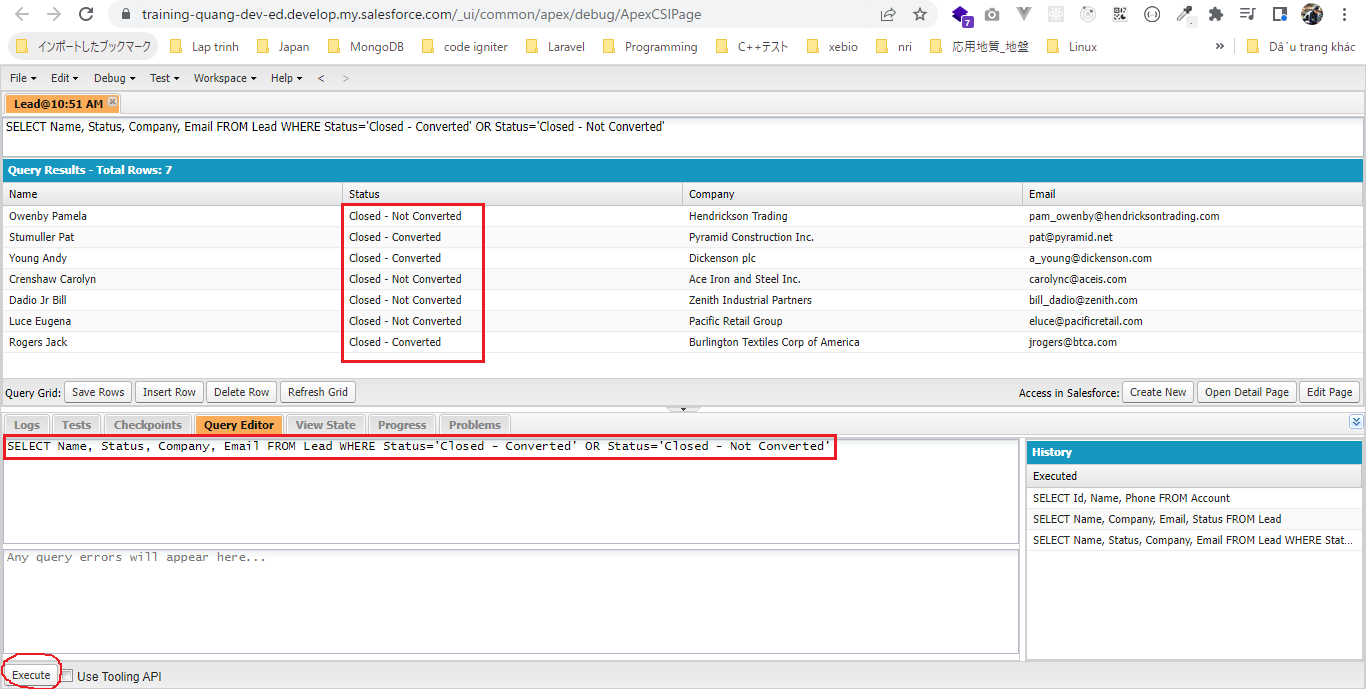 training-quang-dev-ed.develop.my.salesforce.com/_ui/common/apex/debug/ApexCSIPage
7
インポートしたブックマーク Lap trinh Japan MongoDB code igniter Laravel Programming C++テスト xebio nri 応用地質_地盤 Linux » Dấu trang khác
File Edit Debug Test Workspace Help < >
Lead@10:51 AM
SELECT Name, Status, Company, Email FROM Lead WHERE Status='Closed - Converted' OR Status='Closed - Not Converted'
Query Results - Total Rows: 7
Name Status Company Email
Owenby Pamela Closed - Not Converted Hendrickson Trading pam_owenby@hendricksontrading.com
Stumuller Pat Closed - Converted Pyramid Construction Inc. pat@pyramid.net
Young Andy Closed - Converted Dickenson plc a_young@dickenson.com
Crenshaw Carolyn Closed - Not Converted Ace Iron and Steel Inc. carolync@aceis.com
Dadio Jr Bill Closed - Not Converted Zenith Industrial Partners bill_dadio@zenith.com
Luce Eugena Closed - Not Converted Pacific Retail Group eluce@pacificretail.com
Rogers Jack Closed - Converted Burlington Textiles Corp of America jrogers@btca.com
Query Grid: Save Rows Insert Row Delete Row Refresh Grid Access in Salesforce: Create New Open Detail Page Edit Page
Logs Tests Checkpoints Query Editor View State Progress Problems
SELECT Name, Status, Company, Email FROM Lead WHERE Status='Closed - Converted' OR Status='Closed - Not Converted'
History
Executed
SELECT Id, Name, Phone FROM Account
SELECT Name, Company, Email, Status FROM Lead
SELECT Name, Status, Company, Email FROM Lead WHERE Stat...
Any query errors will appear here...
Execute Use Tooling API